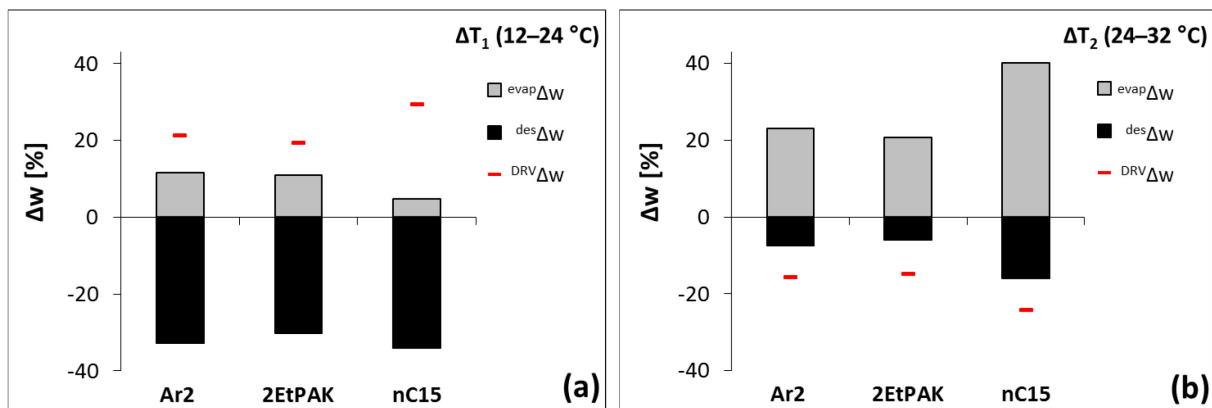 ΔT₁ (12–24 °C)
40
ᵉᵛᵃᵖΔw
20
ᵈᵉˢΔw
ᴰᴿⱽΔw
Δw [%]
0
-20
-40
Ar2 2EtPAK nC15
(a)
ΔT₂ (24–32 °C)
40
ᵉᵛᵃᵖΔw
20
ᵈᵉˢΔw
ᴰᴿⱽΔw
Δw [%]
0
-20
-40
Ar2 2EtPAK nC15
(b)